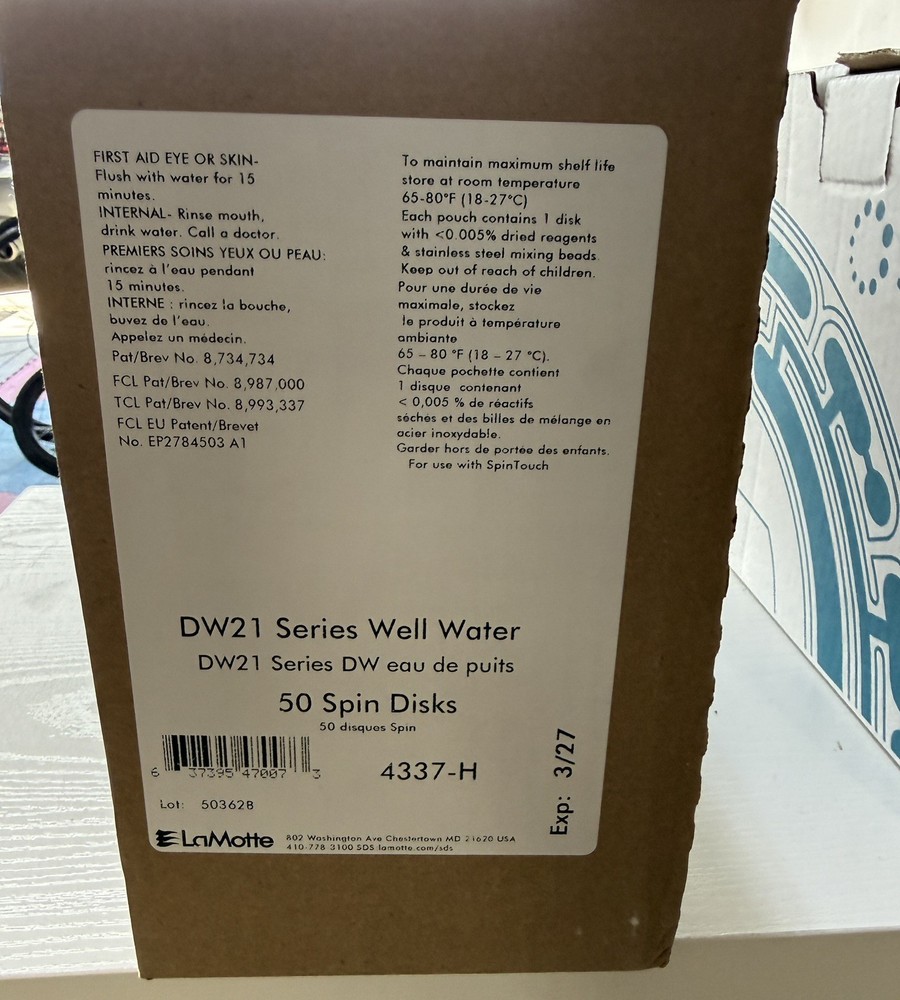 FIRST AID EYE OR SKIN-
Flush with water for 15
minutes.
INTERNAL- Rinse mouth,
drink water. Call a doctor.
PREMIERS SOINS YEUX OU PEAU:
rincez à l'eau pendant
15 minutes.
INTERNE : rincez la bouche,
buvez de l'eau.
Appelez un médecin.
Pat/Brev No. 8,734,734
FCL Pat/Brev No. 8,987,000
TCL Pat/Brev No. 8,993,337
FCL EU Patent/Brevet
No. EP2784503 A1
To maintain maximum shelf life
store at room temperature
65-80°F (18-27°C)
Each pouch contains 1 disk
with <0.005% dried reagents
& stainless steel mixing beads.
Keep out of reach of children.
Pour une durée de vie
maximale, stockez
le produit à température
ambiante
65 – 80 °F (18 – 27 °C).
Chaque pochette contient
1 disque contenant
< 0,005 % de réactifs
séchés et des billes de mélange en
acier inoxydable.
Garder hors de portée des enfants.
For use with SpinTouch
DW21 Series Well Water
DW21 Series DW eau de puits
50 Spin Disks
50 disques Spin
6 37395 47007 3
4337-H
Exp: 3/27
Lot: 503628
LaMotte
802 Washington Ave Chestertown MD 21620 USA
410-778-3100 SDS:lamotte.com/sds